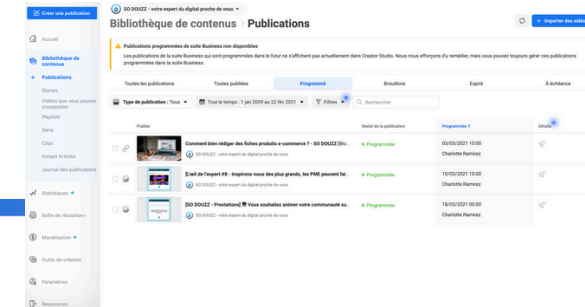 Créer une publication
SO DOUZZ - votre expert du digital proche de vous
Bibliothèque de contenus Publications
+ Importer des vidéos
Accueil
Bibliothèque de contenus
Publications
Stories
Vidéos que vous pouvez crossposter
Playlists
Série
Clips
Instant Articles
Journal des publications
Statistiques
Boîte de réception+
Monétisation
Outils de création
Paramètres
Ressources
Publications programmées de suite Business non disponibles
Les publications de la suite Business qui sont programmées dans le futur ne s'affichent pas actuellement dans Creator Studio. Nous nous efforçons d'y remédier, mais vous pouvez toujours gérer ces publications
programmées dans la suite Business.
Toutes les publications Toutes publiées Programmé Brouillons Expiré À échéance
Type de publication : Tous Tout le temps : 1 jan 2009 au 22 fév 2021 Filtres Rechercher
Publier Statut de la publication Programmée ↑ Détails
Comment bien rédiger des fiches produits e-commerce ? - SO DOUZZ Programmée 03/03/2021 10:00
SO DOUZZ - votre expert du digital proche de vous Charlotte Ramirez
[L'œil de l'expert #8 - Inspirons-nous des plus grands, les PME peuvent fai... Programmée 10/03/2021 10:00
SO DOUZZ - votre expert du digital proche de vous Charlotte Ramirez
[SO DOUZZ - Prestations] Vous souhaitez animer votre communauté su... Programmée 18/03/2021 00:00
SO DOUZZ - votre expert du digital proche de vous Charlotte Ramirez